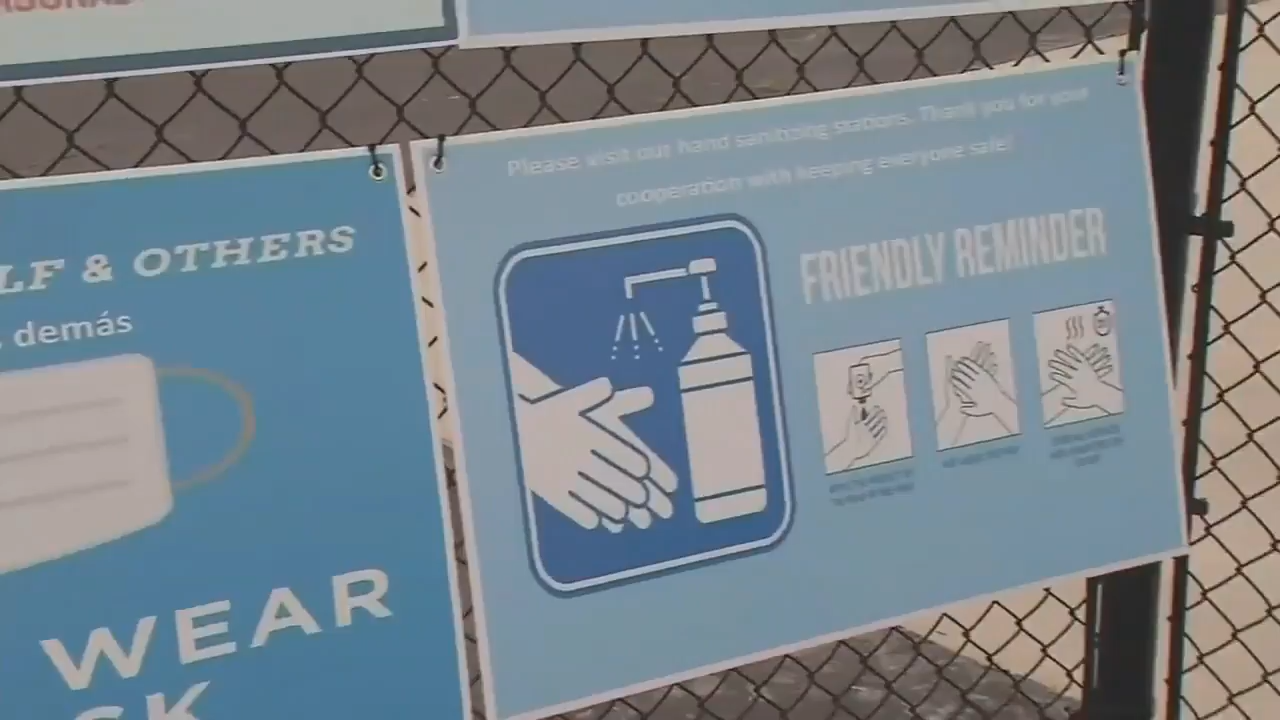 LF & OTHERS
demás
WEAR
SK
Please visit our hand sanitizing stations. Thank you for your
cooperation with keeping everyone safe!
FRIENDLY REMINDER